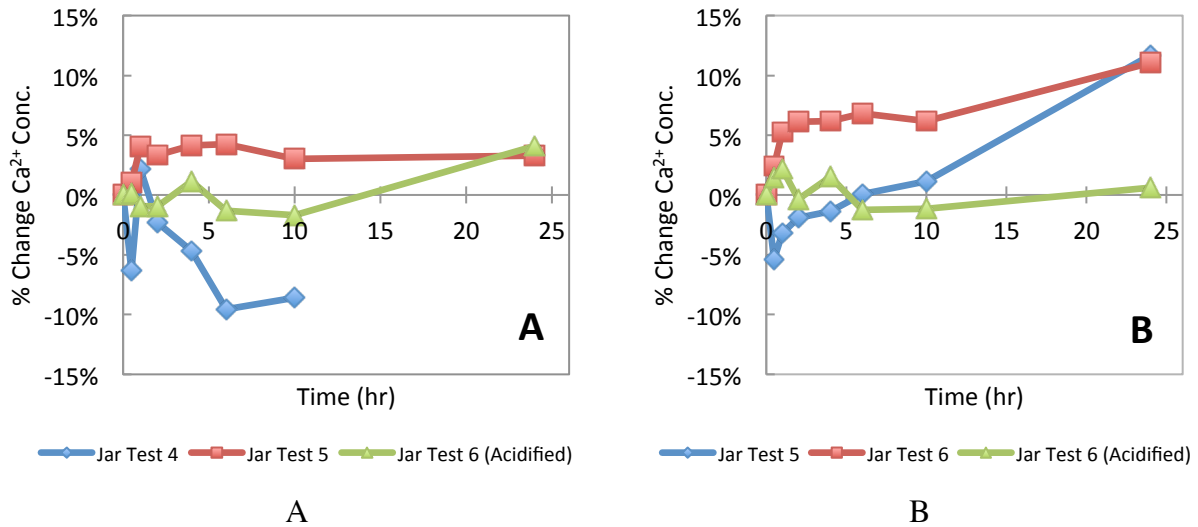 % Change Ca²⁺ Conc.
15%
10%
5%
0%
-5%
-10%
-15%
0 5 10 15 20 25
A
Time (hr)
Jar Test 4 Jar Test 5 Jar Test 6 (Acidified)
A
% Change Ca²⁺ Conc.
15%
10%
5%
0%
-5%
-10%
-15%
0 5 10 15 20 25
B
Time (hr)
Jar Test 5 Jar Test 6 Jar Test 6 (Acidified)
B